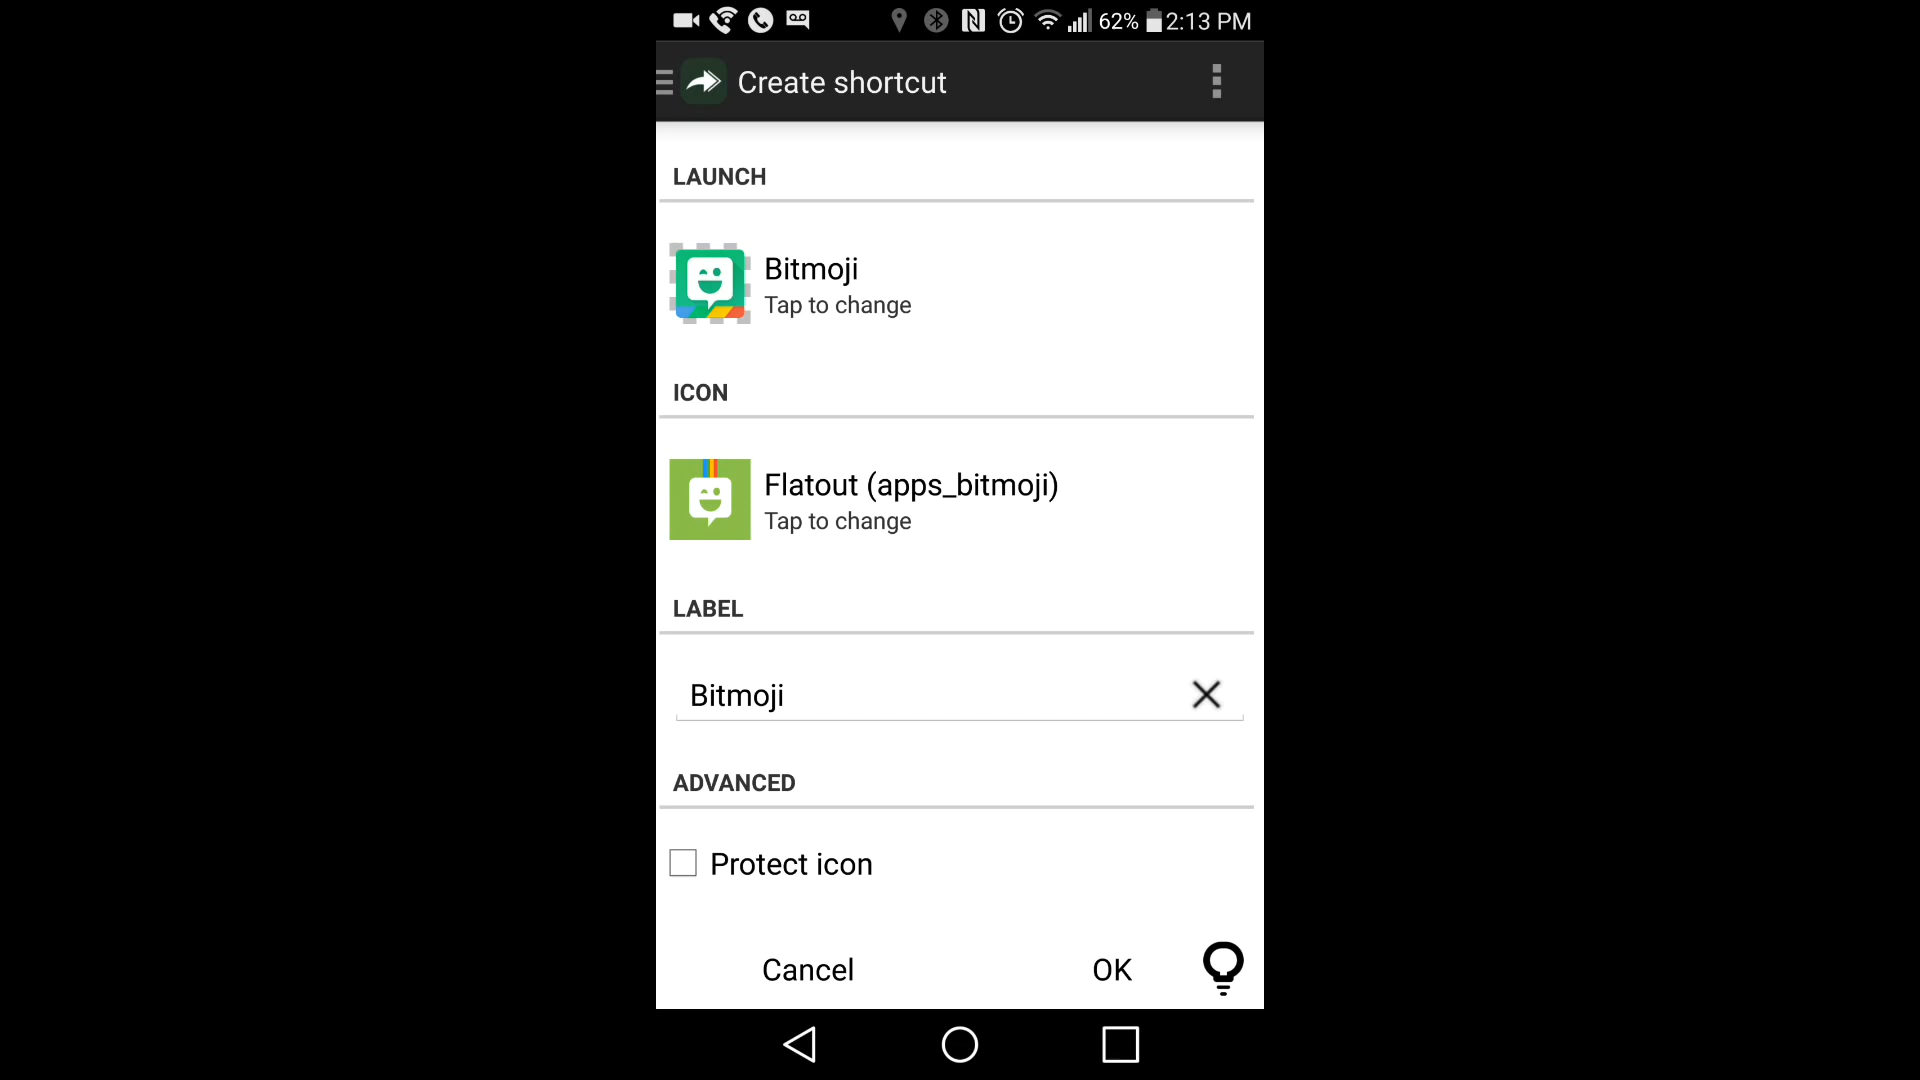 62% 2:13 PM
Create shortcut
LAUNCH
Bitmoji
Tap to change
ICON
Flatout (apps_bitmoji)
Tap to change
LABEL
Bitmoji
ADVANCED
Protect icon
Cancel OK